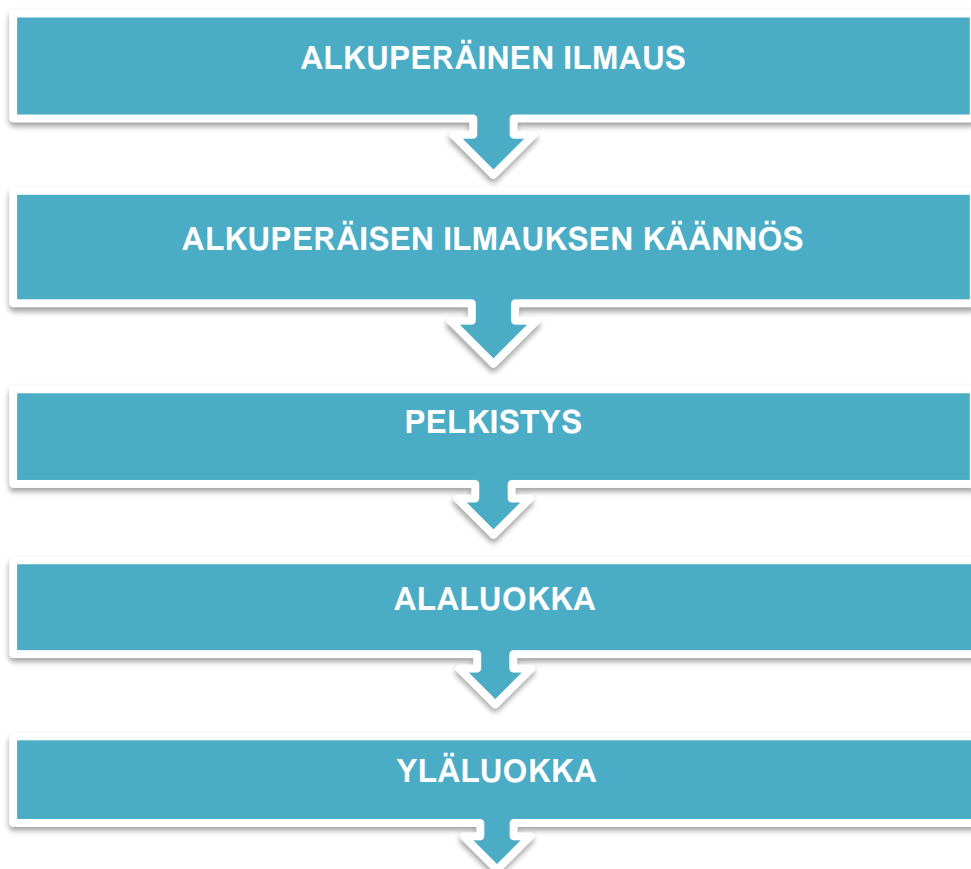 ALKUPERÄINEN ILMAUS
ALKUPERÄISEN ILMAUKSEN KÄÄNNÖS
PELKISTYS
ALALUOKKA
YLÄLUOKKA